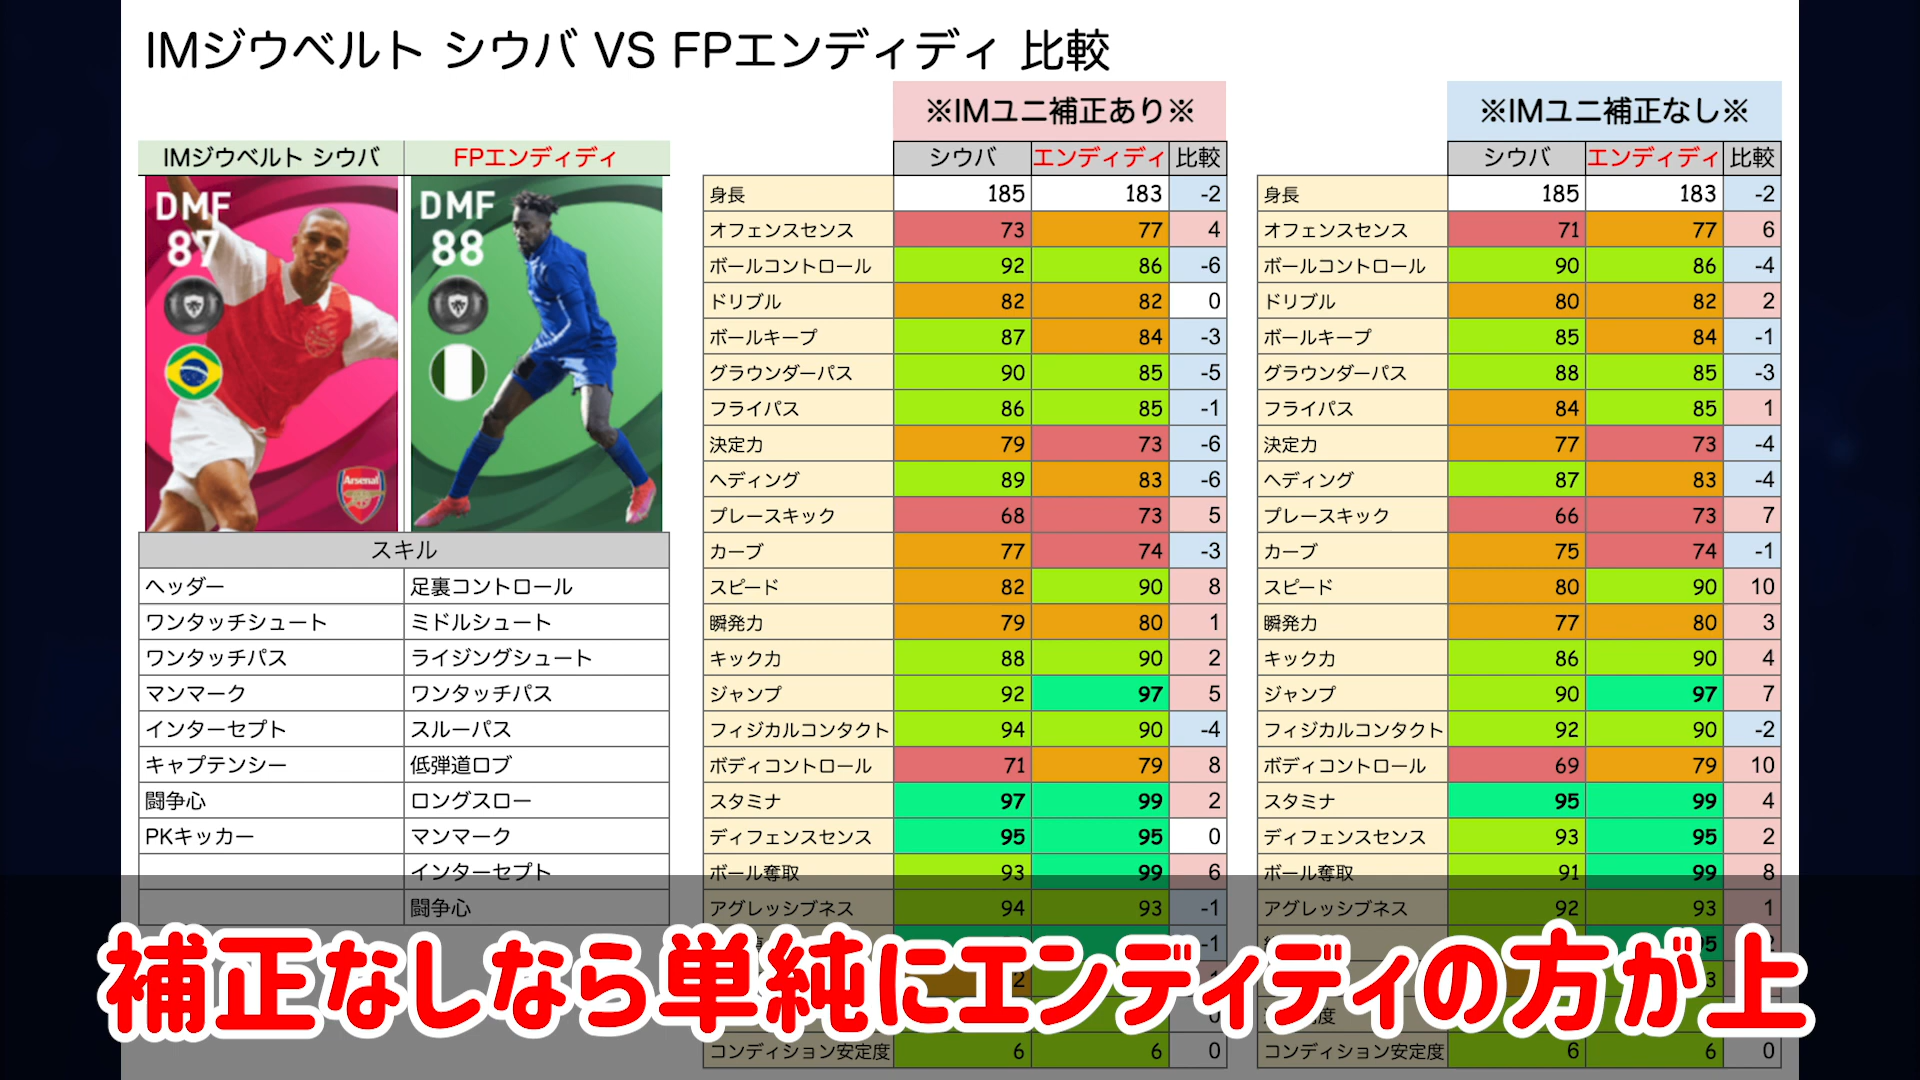 IMジウベルト シウバ VS FPエンディディ 比較
※IMユニ補正あり※
※IMユニ補正なし※
IMジウベルト シウバ FPエンディディ
DMF 87
DMF 88
Arsenal
スキル
ヘッダー 足裏コントロール
ワンタッチシュート ミドルシュート
ワンタッチパス ライジングシュート
マンマーク ワンタッチパス
インターセプト スルーパス
キャプテンシー 低弾道ロブ
闘争心 ロングスロー
PKキッカー マンマーク
インターセプト
闘争心
シウバ エンディディ 比較
身長 185 183 -2
オフェンスセンス 73 77 4
ボールコントロール 92 86 -6
ドリブル 82 82 0
ボールキープ 87 84 -3
グラウンダーパス 90 85 -5
フライパス 86 85 -1
決定力 79 73 -6
ヘディング 89 83 -6
プレースキック 68 73 5
カーブ 77 74 -3
スピード 82 90 8
瞬発力 79 80 1
キック力 88 90 2
ジャンプ 92 97 5
フィジカルコンタクト 94 90 -4
ボディコントロール 71 79 8
スタミナ 97 99 2
ディフェンスセンス 95 95 0
ボール奪取 93 99 6
アグレッシブネス 94 93 -1
-1
コンディション安定度 6 6 0
シウバ エンディディ 比較
身長 185 183 -2
オフェンスセンス 71 77 6
ボールコントロール 90 86 -4
ドリブル 80 82 2
ボールキープ 85 84 -1
グラウンダーパス 88 85 -3
フライパス 84 85 1
決定力 77 73 -4
ヘディング 87 83 -4
プレースキック 66 73 7
カーブ 75 74 -1
スピード 80 90 10
瞬発力 77 80 3
キック力 86 90 4
ジャンプ 90 97 7
フィジカルコンタクト 92 90 -2
ボディコントロール 69 79 10
スタミナ 95 99 4
ディフェンスセンス 93 95 2
ボール奪取 91 99 8
アグレッシブネス 92 93 1
コンディション安定度 6 6 0
補正なしなら単純にエンディディの方が上